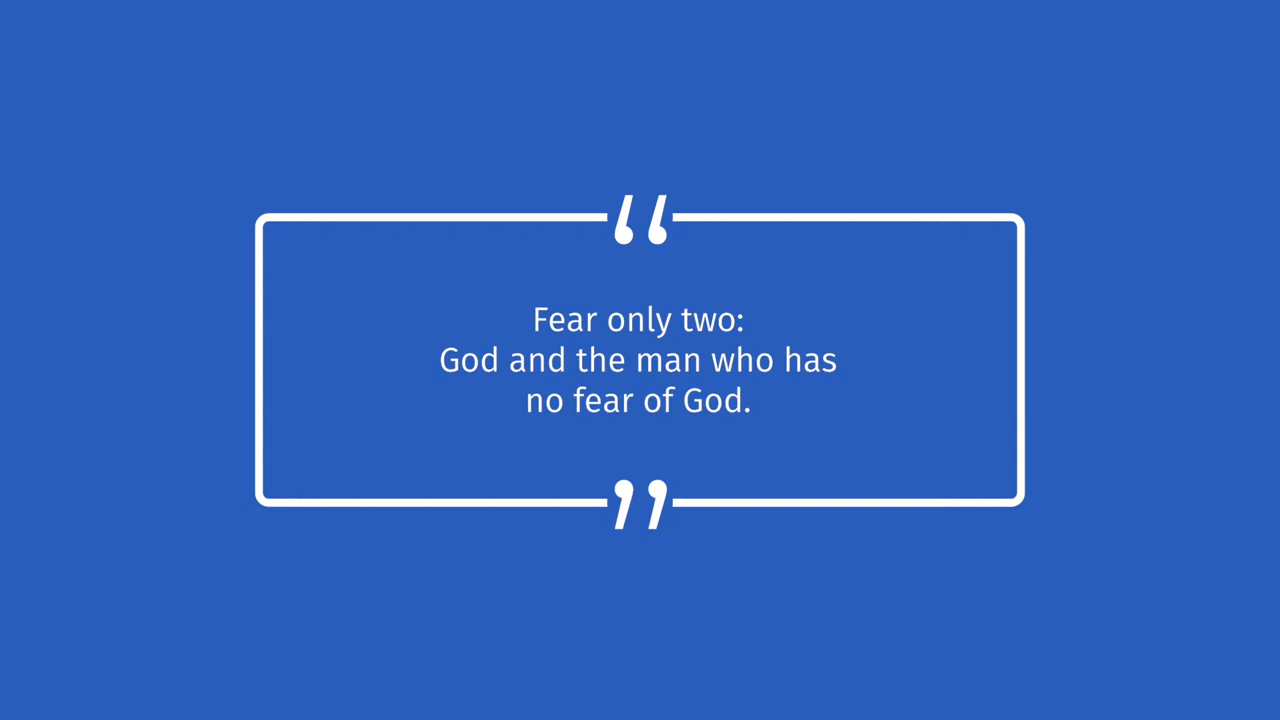 “
Fear only two:
God and the man who has
no fear of God.
”